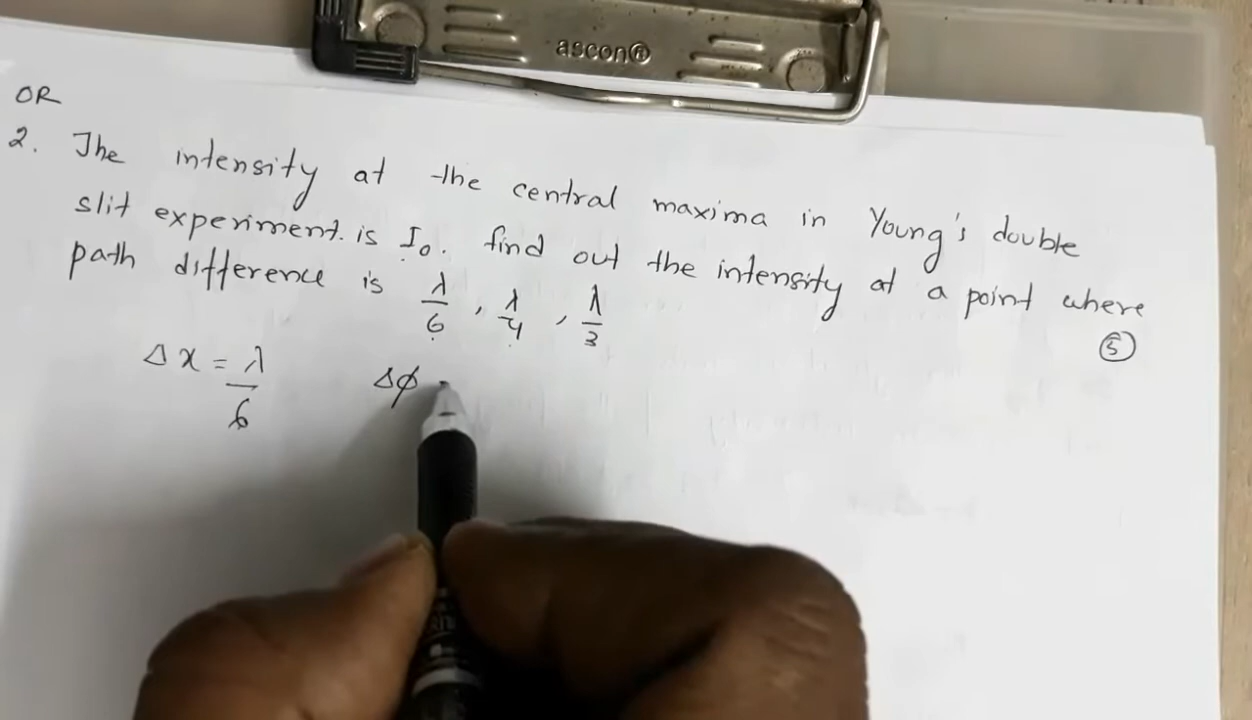 ascon®
OR
2. The intensity at the central maxima in Young's double
slit experiment. is I₀. find out the intensity at a point where
path difference is λ/6, λ/4, λ/3
⑤
Δx = λ/6 Δϕ